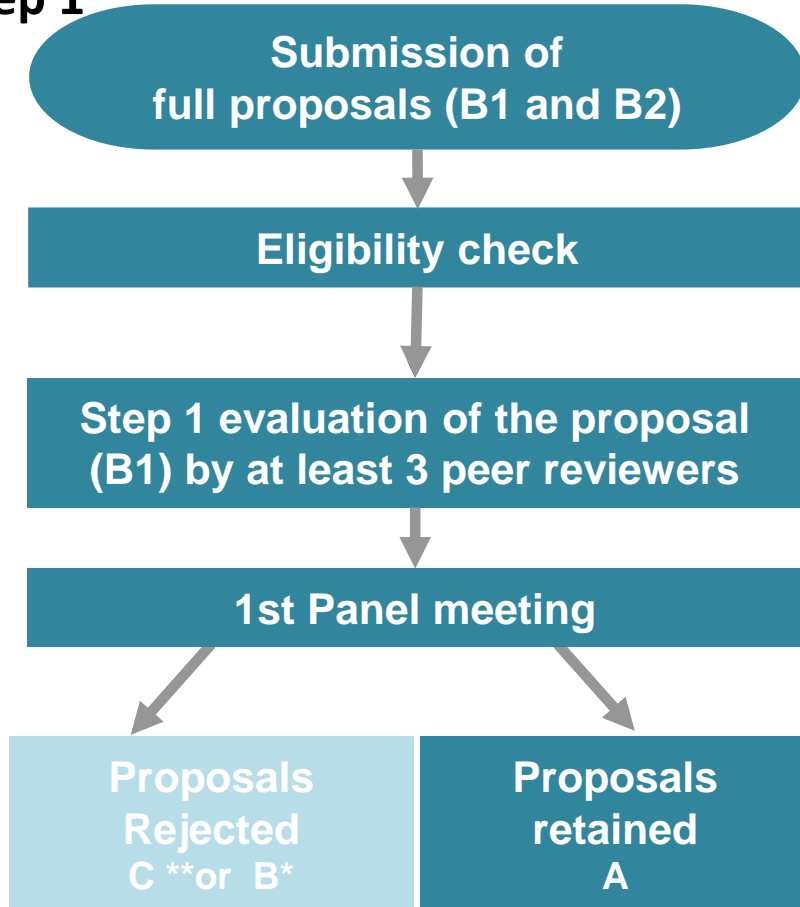 ep 1
Submission of
full proposals (B1 and B2)
Eligibility check
Step 1 evaluation of the proposal
(B1) by at least 3 peer reviewers
1st Panel meeting
Proposals
Rejected
C **or B*
Proposals
retained
A